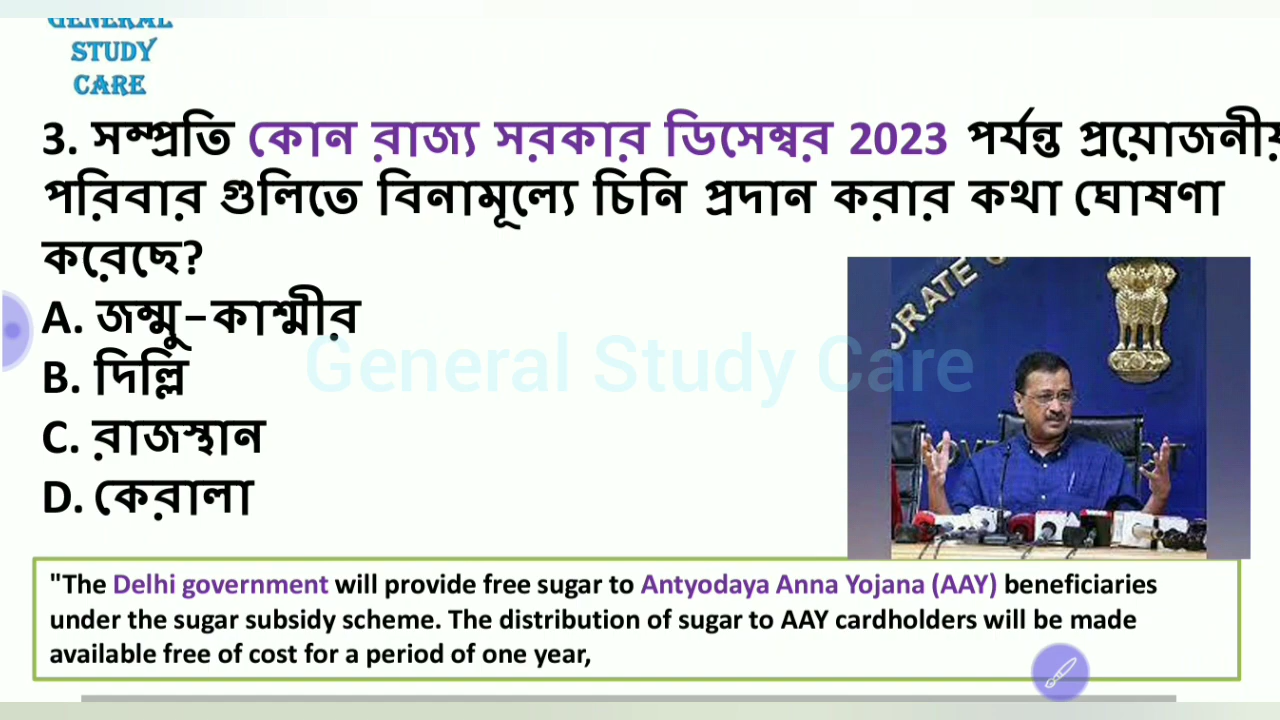 GENERAL
STUDY
CARE
3. সম্প্রতি কোন রাজ্য সরকার ডিসেম্বর 2023 পর্যন্ত প্রয়োজনীয়
পরিবার গুলিতে বিনামূল্যে চিনি প্রদান করার কথা ঘোষণা
করেছে?
A. জম্মু-কাশ্মীর
B. দিল্লি
C. রাজস্থান
D. কেরালা
General Study Care
ORATE
"The Delhi government will provide free sugar to Antyodaya Anna Yojana (AAY) beneficiaries
under the sugar subsidy scheme. The distribution of sugar to AAY cardholders will be made
available free of cost for a period of one year,